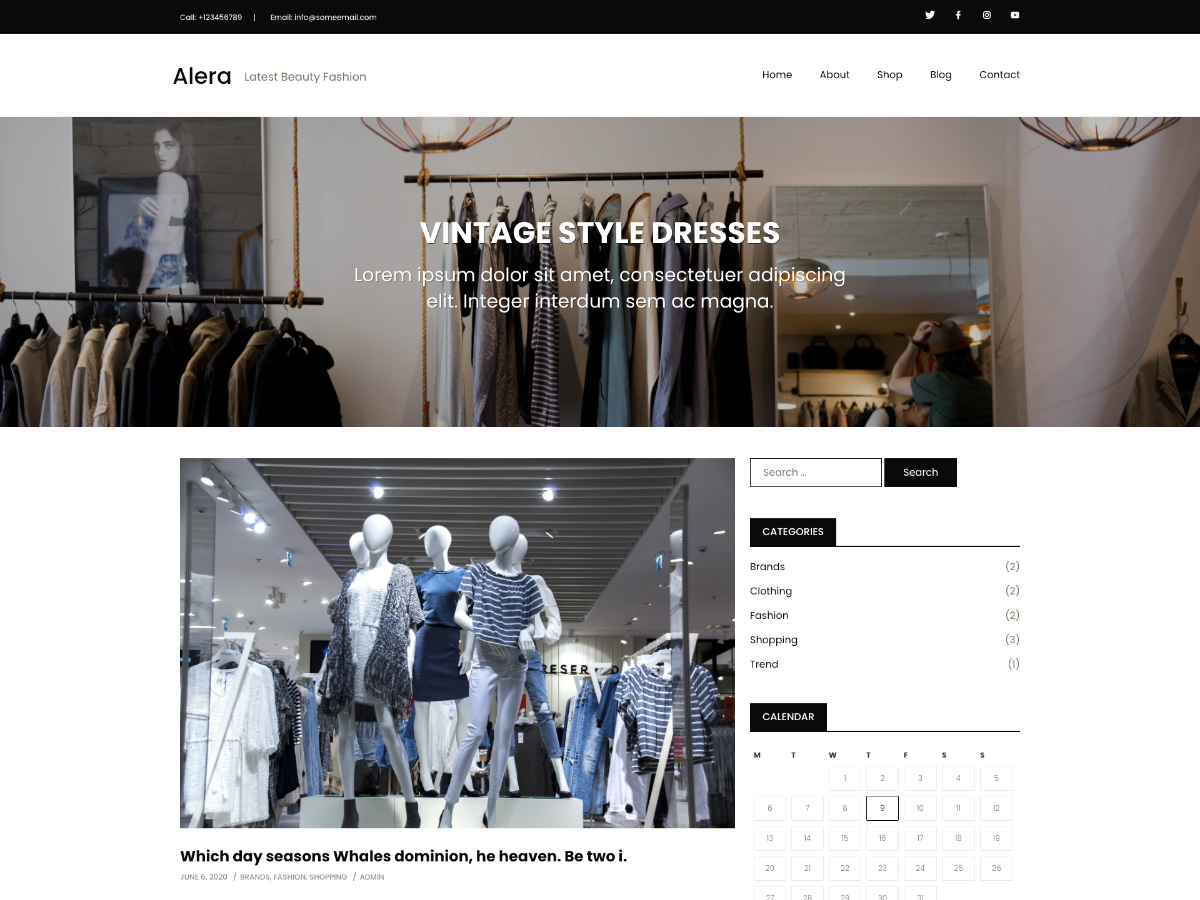 Call: +123456789 | Email: info@someemail.com
Alera Latest Beauty Fashion
Home About Shop Blog Contact
VINTAGE STYLE DRESSES
Lorem ipsum dolor sit amet, consectetuer adipiscing
elit. Integer interdum sem ac magna.
RESER
Which day seasons Whales dominion, he heaven. Be two i.
JUNE 6, 2020 / BRANDS, FASHION, SHOPPING / ADMIN
Search …
Search
CATEGORIES
Brands (2)
Clothing (2)
Fashion (2)
Shopping (3)
Trend (1)
CALENDAR
M T W T F S S
1 2 3 4 5
6 7 8 9 10 11 12
13 14 15 16 17 18 19
20 21 22 23 24 25 26
27 28 29 30 31